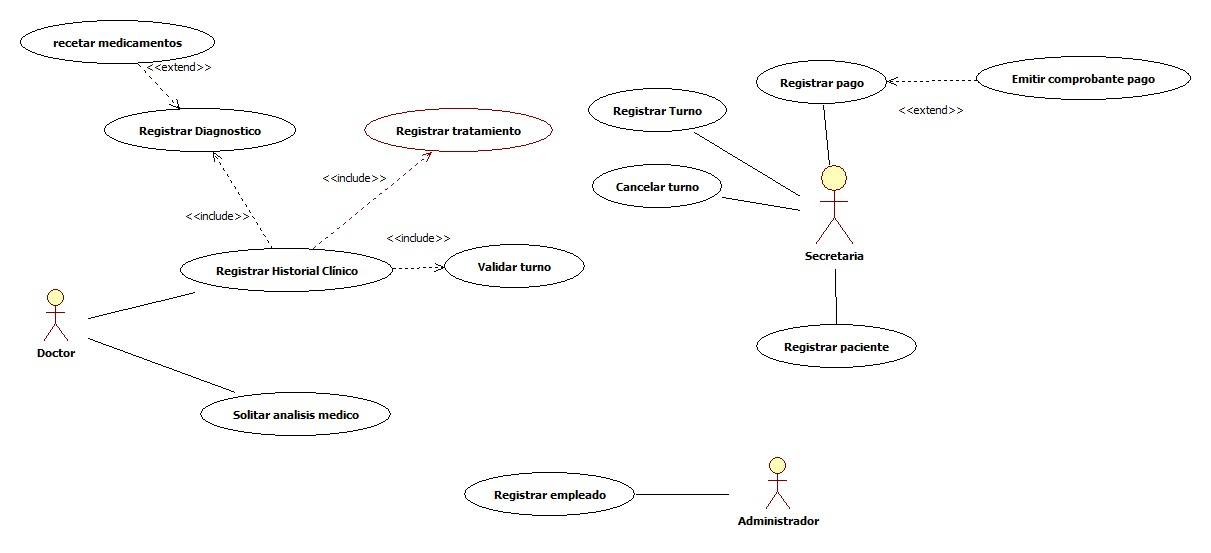 recetar medicamentos
<<extend>>
Registrar Diagnostico
Registrar tratamiento
<<include>>
<<include>>
<<include>>
Registrar Historial Clínico
Validar turno
Doctor
Solitar analisis medico
Registrar pago
Emitir comprobante pago
<<extend>>
Registrar Turno
Cancelar turno
Secretaria
Registrar paciente
Registrar empleado
Administrador